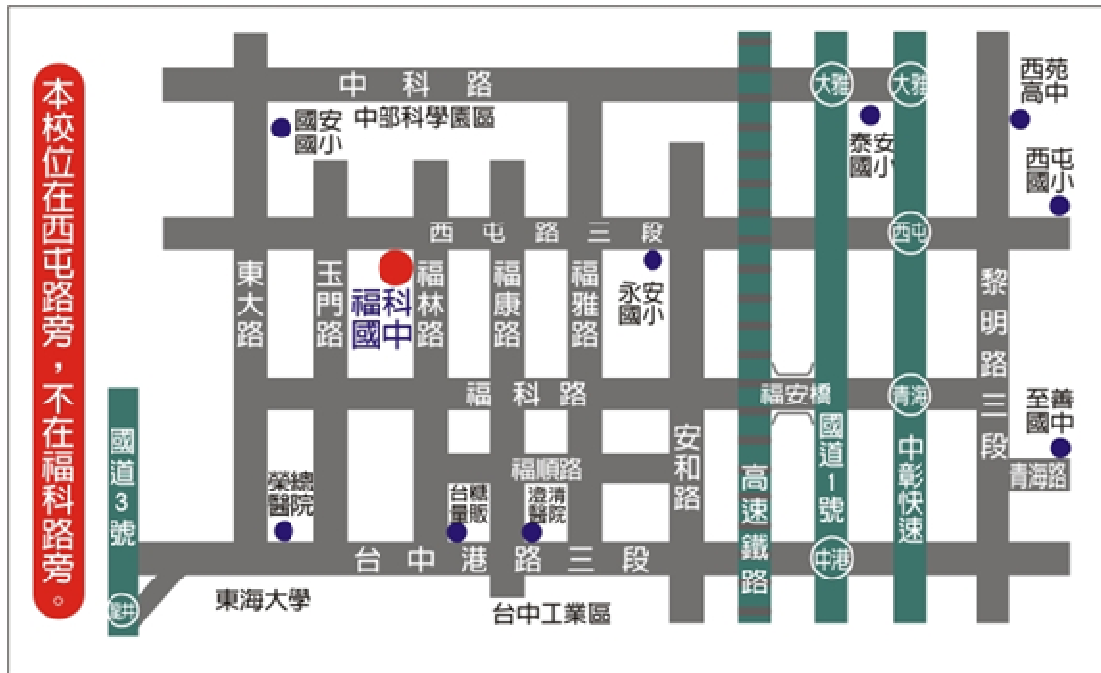 本校位在西屯路旁，不在福科路旁。
中科路
中部科學園區
國安
國小
大雅
大雅
泰安
國小
西苑
高中
西屯
國小
西屯路三段
西屯
東大路
玉門路
福科
國中
福林路
福康路
福雅路
永安
國小
黎明路三段
福科路
福安橋
青海
至善
國中
青海路
國道3號
福順路
安和路
高速鐵路
國道1號
中彰快速
榮總
醫院
台糖
量販
澄清
醫院
台中港路三段
中港
龍井
東海大學
台中工業區